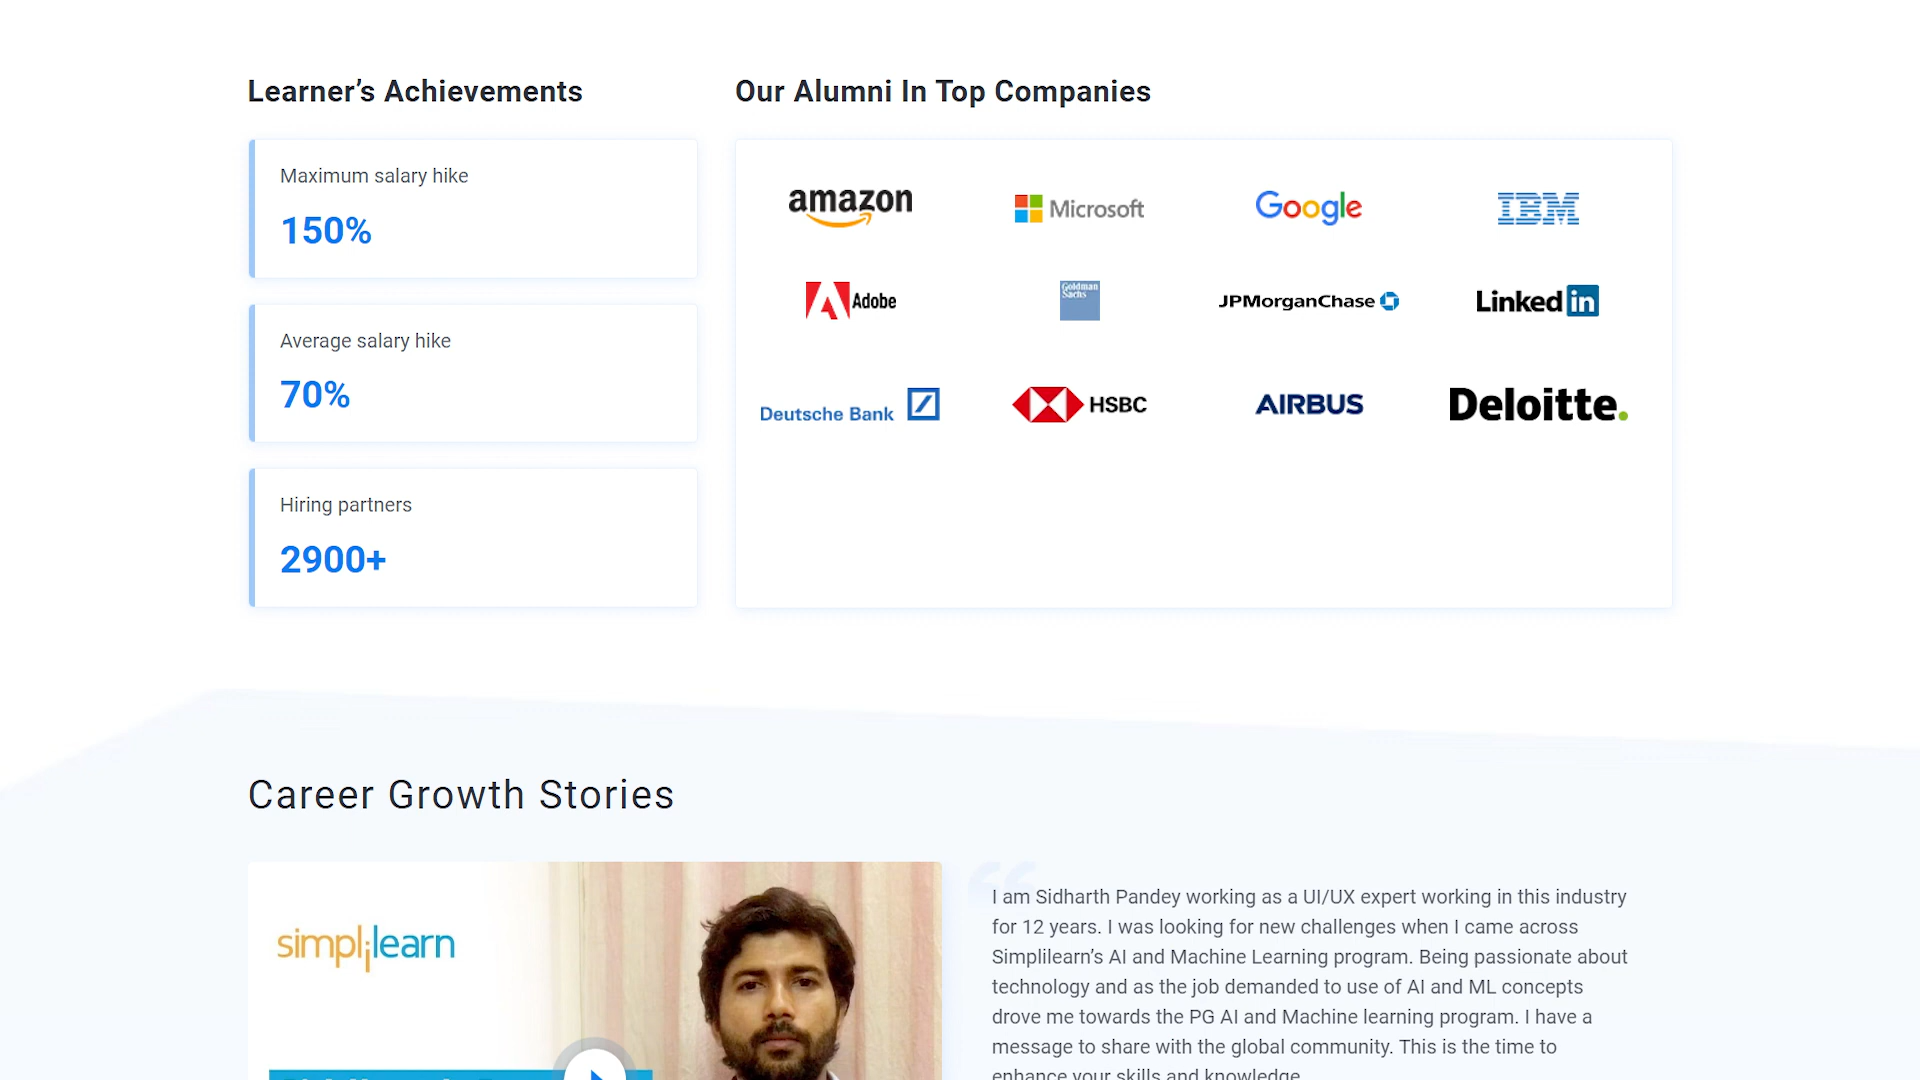 Learner’s Achievements
Our Alumni In Top Companies
Maximum salary hike
150%
Average salary hike
70%
Hiring partners
2900+
amazon
Microsoft
Google
IBM
Adobe
Goldman
Sachs
JPMorganChase
Linked in
Deutsche Bank
HSBC
AIRBUS
Deloitte.
Career Growth Stories
simplilearn
“
I am Sidharth Pandey working as a UI/UX expert working in this industry
for 12 years. I was looking for new challenges when I came across
Simplilearn’s AI and Machine Learning program. Being passionate about
technology and as the job demanded to use of AI and ML concepts
drove me towards the PG AI and Machine learning program. I have a
message to share with the global community. This is the time to
enhance your skills and knowledge